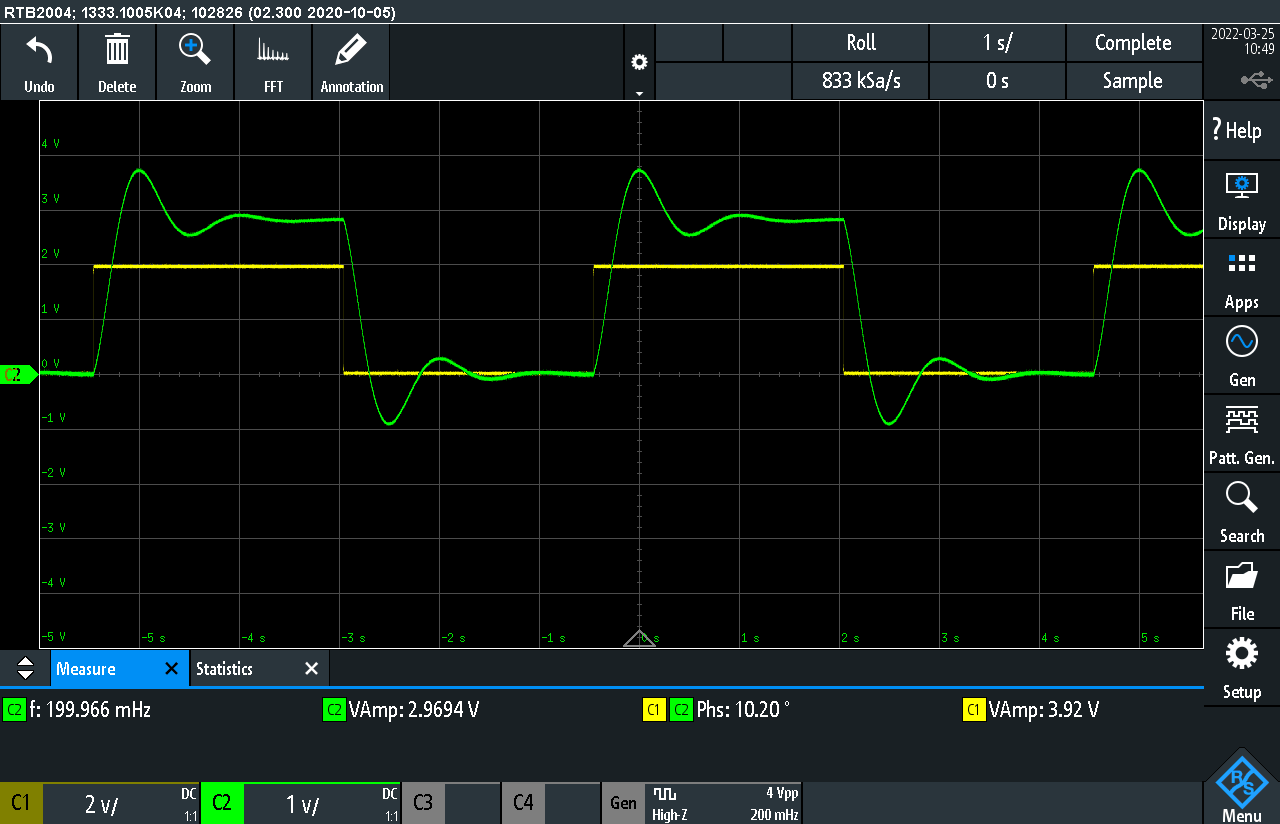 RTB2004; 1333.1005K04; 102826 (02.300 2020-10-05)
Undo
Delete
Zoom
FFT
Annotation
Roll
1 s/
Complete
833 kSa/s
0 s
Sample
2022-03-25
10:49
? Help
Display
Apps
Gen
Patt. Gen.
Search
File
Setup
Menu
4 V
3 V
2 V
1 V
0 V
-1 V
-2 V
-3 V
-4 V
-5 V
C2
-5 s
-4 s
-3 s
-2 s
-1 s
0 s
1 s
2 s
3 s
4 s
5 s
Measure
Statistics
C2 f: 199.966 mHz
C2 VAmp: 2.9694 V
C1 C2 Phs: 10.20 °
C1 VAmp: 3.92 V
C1 2 V/ DC 1:1
C2 1 V/ DC 1:1
C3
C4
Gen High-Z 4 Vpp 200 mHz
R&S